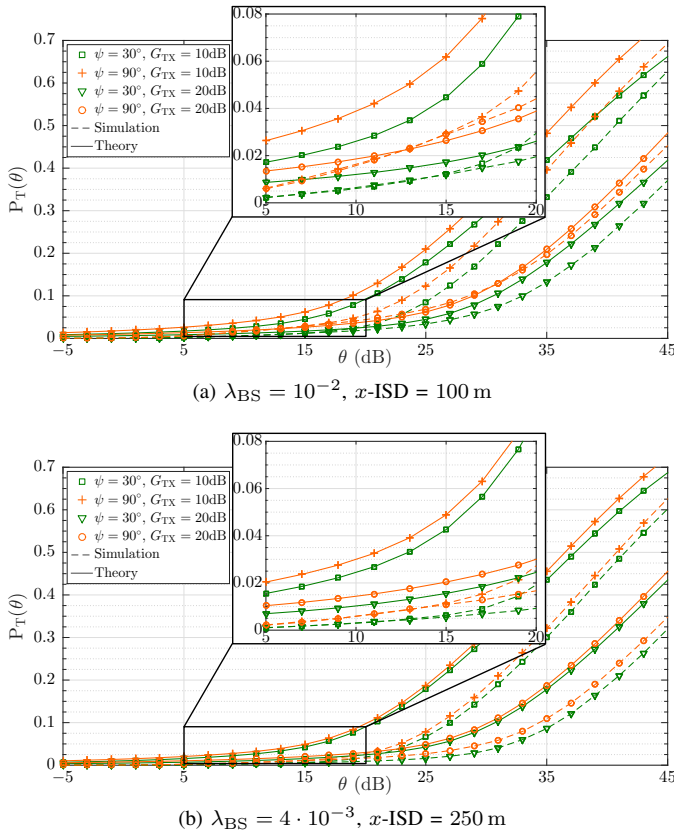 0.7
0.6
0.5
0.4
0.3
0.2
0.1
0
P_T(θ)
ψ = 30°, G_TX = 10dB
ψ = 90°, G_TX = 10dB
ψ = 30°, G_TX = 20dB
ψ = 90°, G_TX = 20dB
Simulation
Theory
0.08
0.06
0.04
0.02
0
5 10 15 20
-5 5 15 25 35 45
θ (dB)
(a) λ_BS = 10⁻², x-ISD = 100 m
0.7
0.6
0.5
0.4
0.3
0.2
0.1
0
P_T(θ)
ψ = 30°, G_TX = 10dB
ψ = 90°, G_TX = 10dB
ψ = 30°, G_TX = 20dB
ψ = 90°, G_TX = 20dB
Simulation
Theory
0.08
0.06
0.04
0.02
0
5 10 15 20
-5 5 15 25 35 45
θ (dB)
(b) λ_BS = 4 · 10⁻³, x-ISD = 250 m